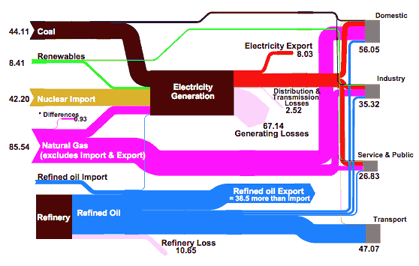 44.11 Coal
Renewables
8.41
42.20 Nuclear Import
* Differences
6.93
85.54 Natural Gas
(excludes Import & Export)
Refined oil Import
Refinery Refined Oil
Refinery Loss
10.65
Electricity
Generation
Electricity Export
8.03
Distribution &
Transmission
Losses
2.52
67.14
Generating Losses
Refined oil Export
= 38.5 more than Import
Domestic
56.05
Industry
35.32
Service & Public
26.83
Transport
47.07